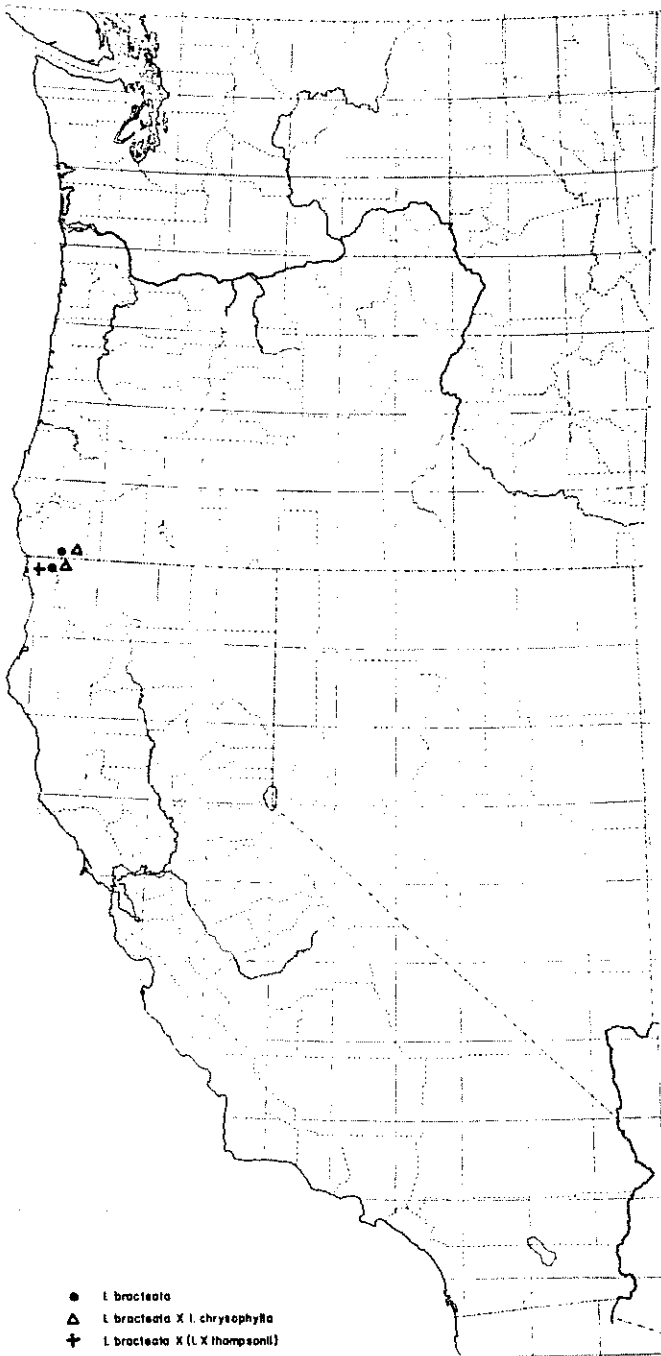 I. bracteata
I. bracteata X I. chrysophylla
I. bracteata X (I. X thompsonii)